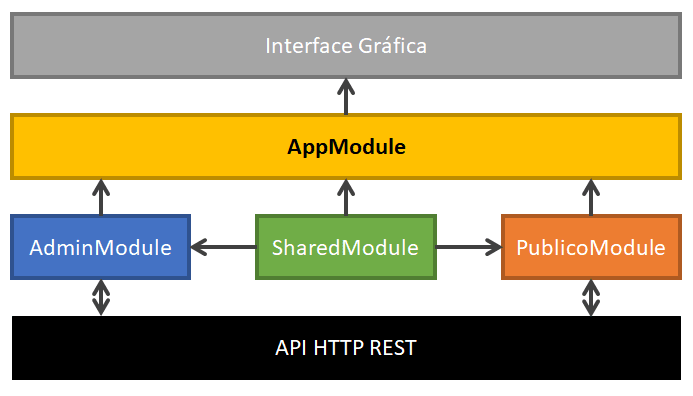 Interface Gráfica
AppModule
AdminModule
SharedModule
PublicoModule
API HTTP REST